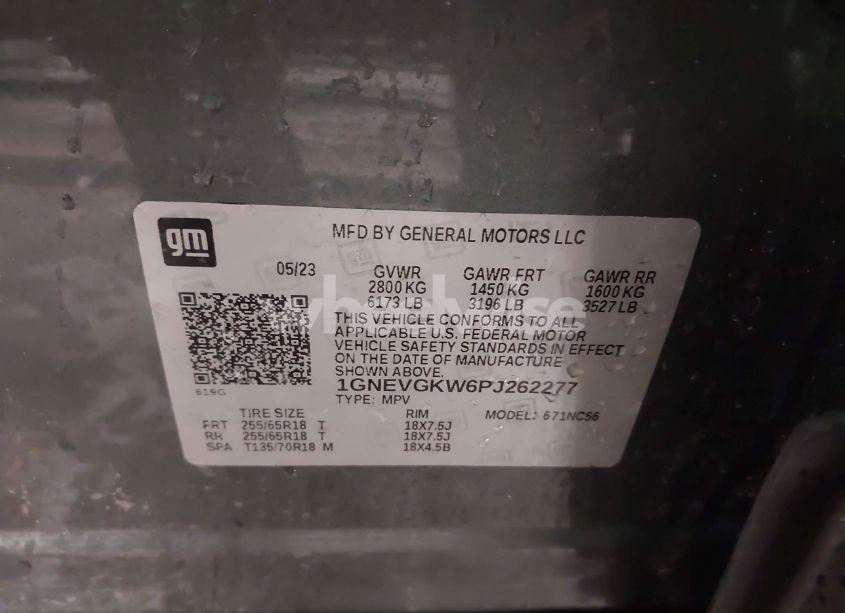 gm
MFD BY GENERAL MOTORS LLC
05/23 GVWR GAWR FRT GAWR RR
2800 KG 1450 KG 1600 KG
6173 LB 3196 LB 3527 LB
THIS VEHICLE CONFORMS TO ALL
APPLICABLE U.S. FEDERAL MOTOR
VEHICLE SAFETY STANDARDS IN EFFECT
ON THE DATE OF MANUFACTURE
SHOWN ABOVE.
619G
1GNEVGKW6PJ262277
TYPE: MPV MODEL: 671NC56
TIRE SIZE RIM
FRT 255/65R18 T 18X7.5J
RR 255/65R18 T 18X7.5J
SPA T135/70R18 M 18X4.5B